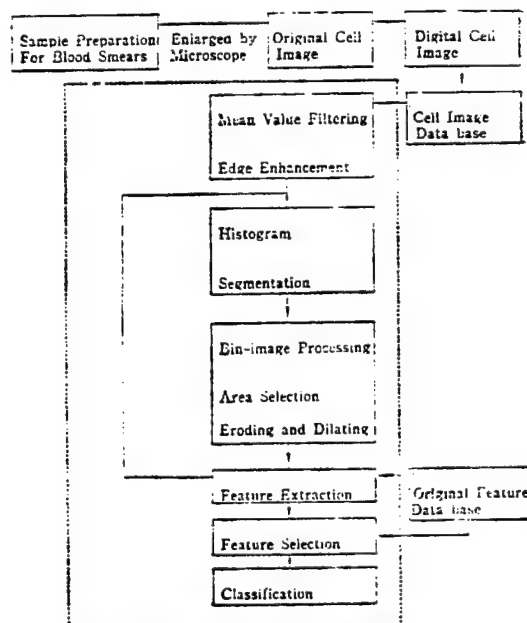 Sample Preparation
For Blood Smears
Enlarged by
Microscope
Original Cell
Image
Digital Cell
Image
Mean Value Filtering
Edge Enhancement
Cell Image
Data base
Histogram
Segmentation
Bin-image Processing
Area Selection
Eroding and Dilating
Feature Extraction
Original Feature
Data base
Feature Selection
Classification